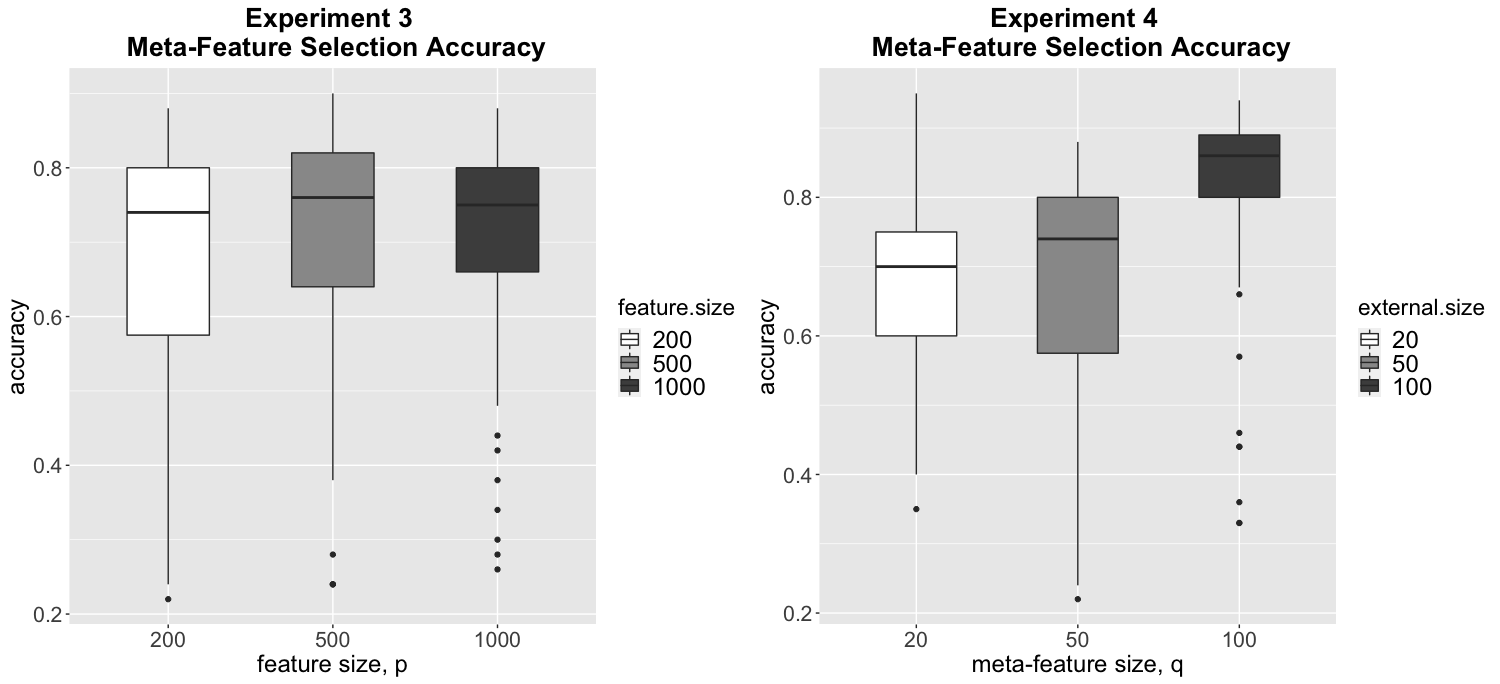 Experiment 3
Meta-Feature Selection Accuracy
accuracy
0.8
0.6
0.4
0.2
200
500
1000
feature size, p
feature.size
200
500
1000
Experiment 4
Meta-Feature Selection Accuracy
accuracy
0.8
0.6
0.4
0.2
20
50
100
meta-feature size, q
external.size
20
50
100